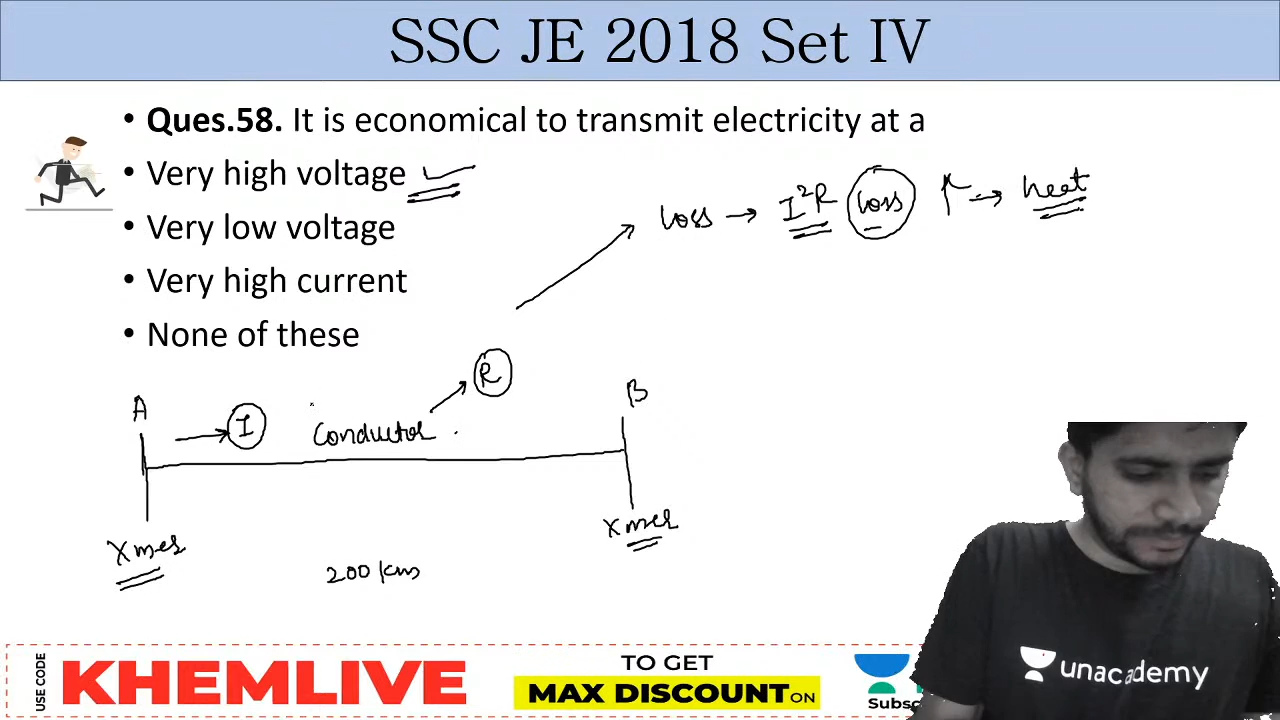 SSC JE 2018 Set IV
• Ques.58. It is economical to transmit electricity at a
• Very high voltage
• Very low voltage
• Very high current
• None of these
loss → I²R loss ↑ → heat
A
I
Conductor
R
B
Xmer
Xmer
200 km
USE CODE
KHEMLIVE
TO GET
MAX DISCOUNT ON
Subsc
unacademy